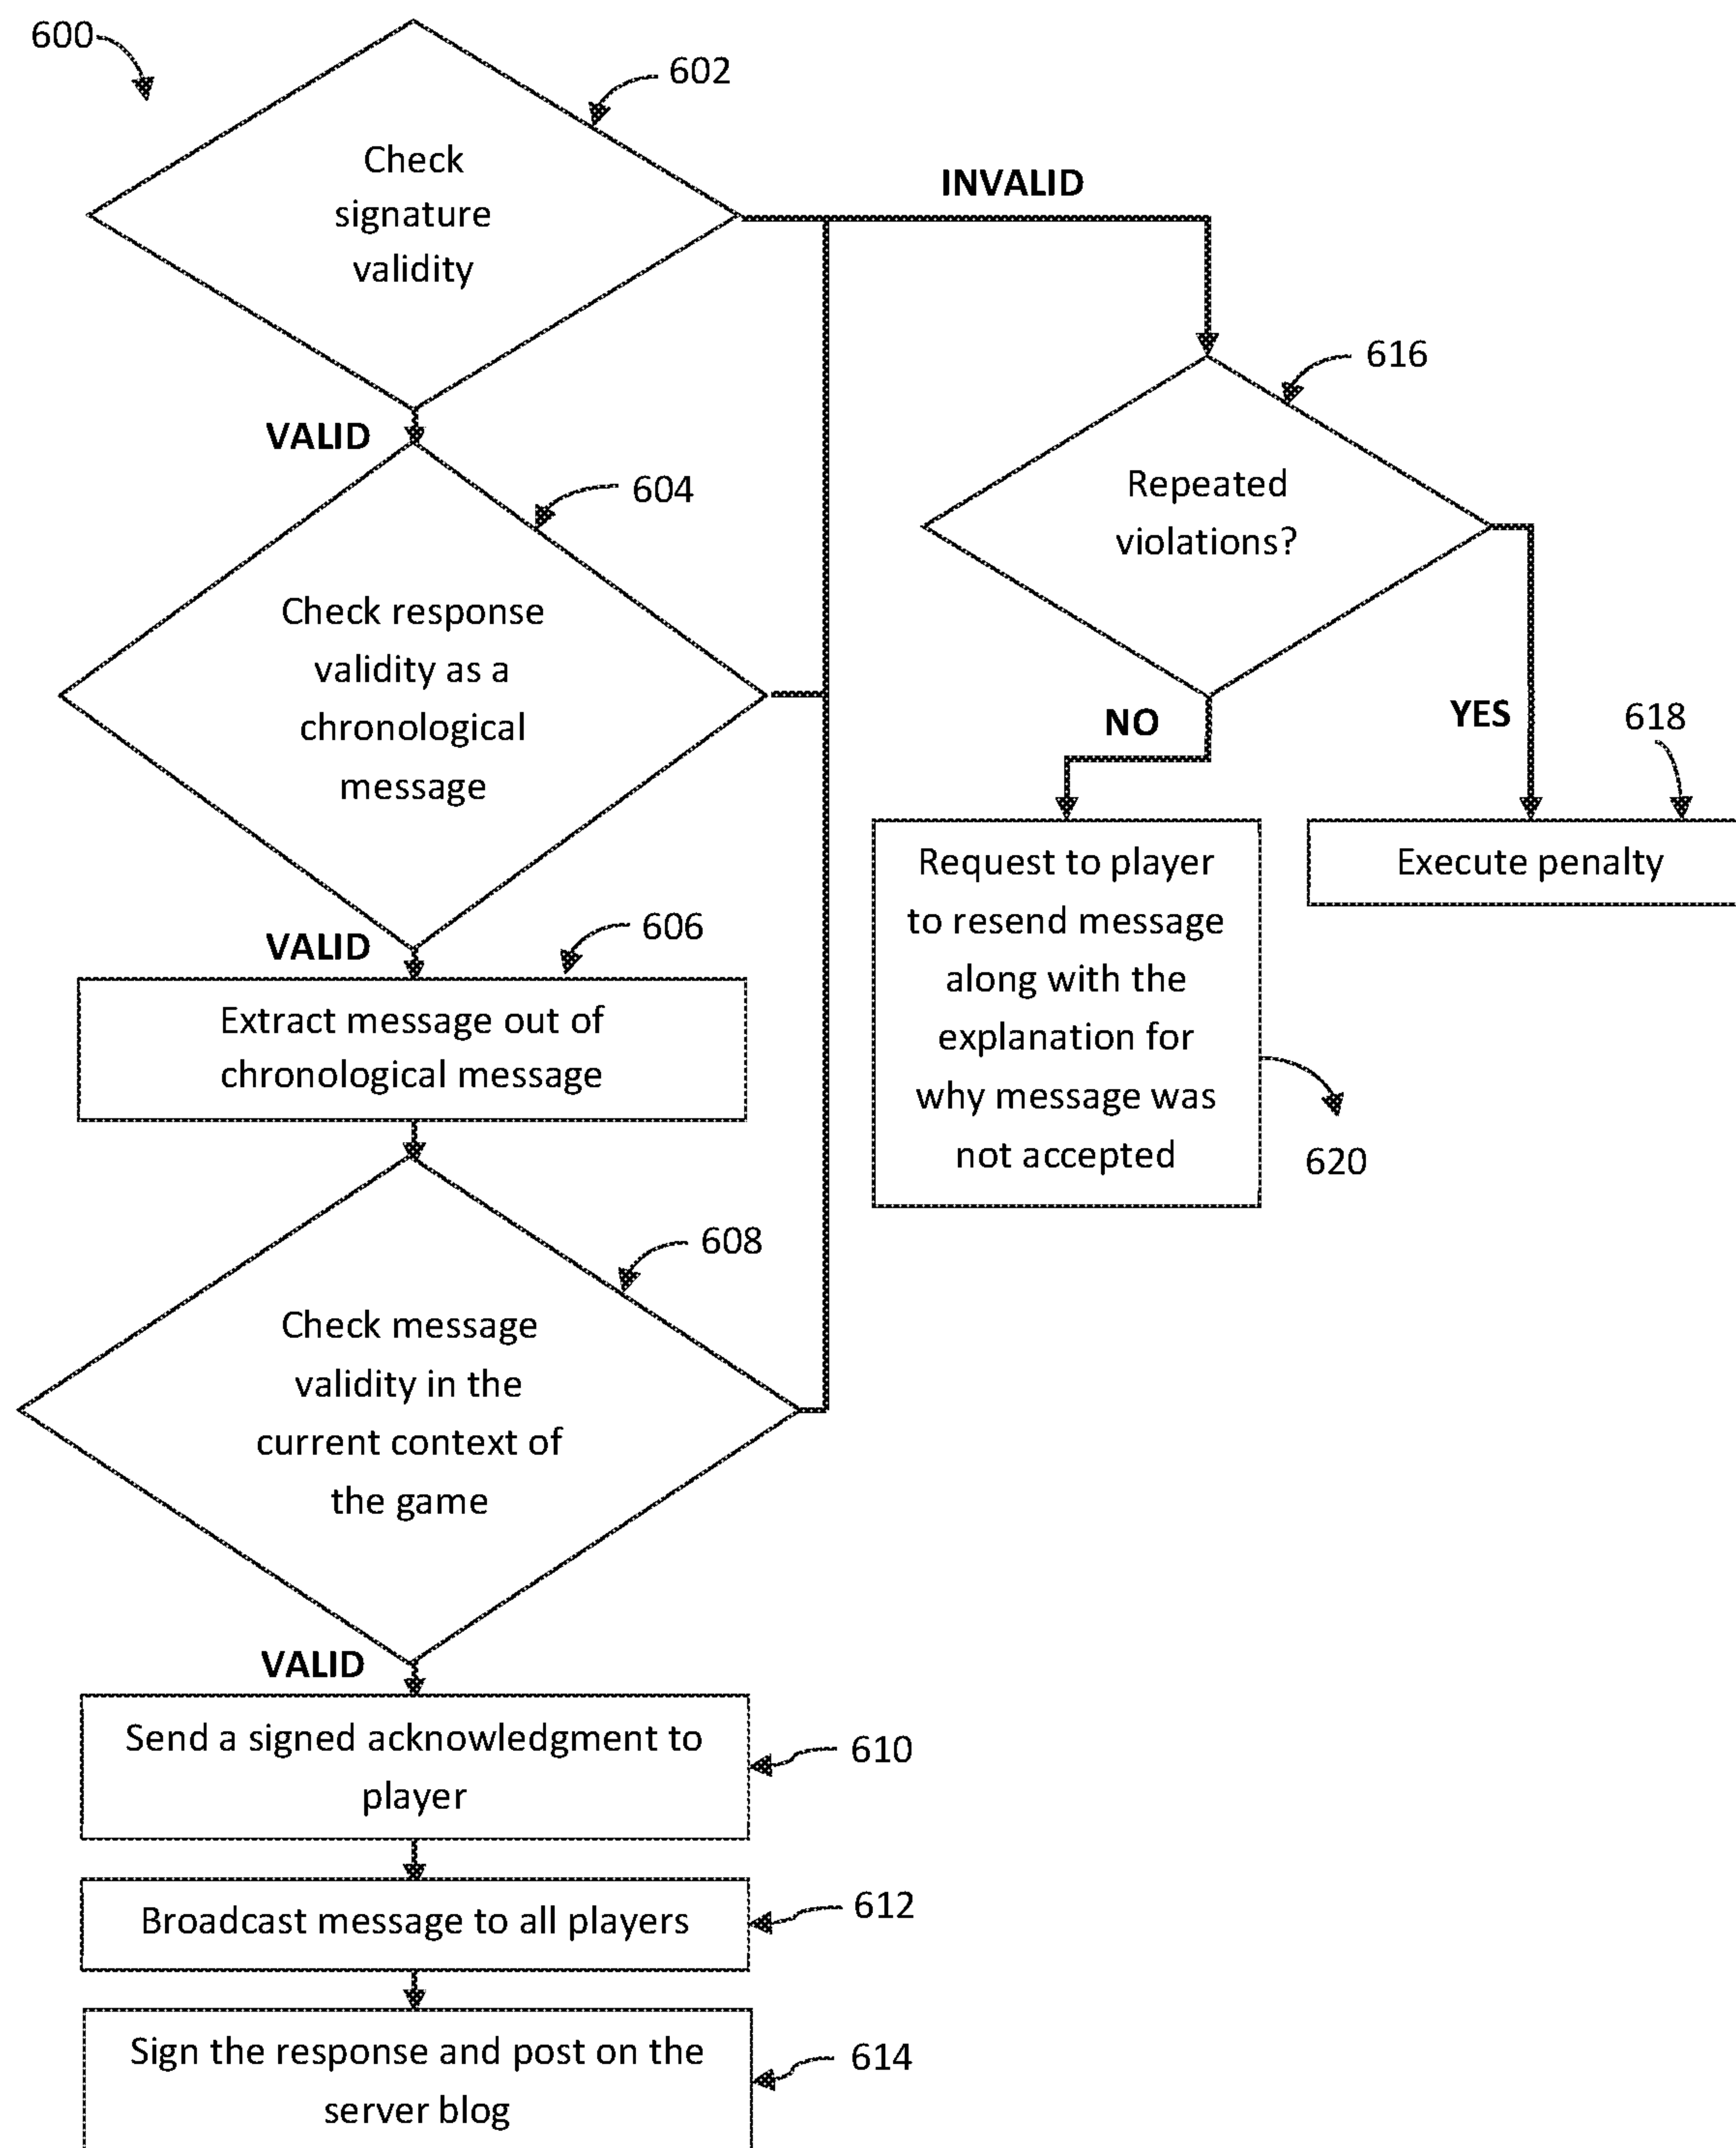 600
602
Check
signature
validity
INVALID
616
Repeated
violations?
VALID
604
Check response
validity as a
chronological
message
NO
YES
618
Request to player
to resend message
along with the
explanation for
why message was
not accepted
Execute penalty
620
VALID
606
Extract message out of
chronological message
608
Check message
validity in the
current context of
the game
VALID
Send a signed acknowledgment to
player
610
Broadcast message to all players
612
Sign the response and post on the
server blog
614